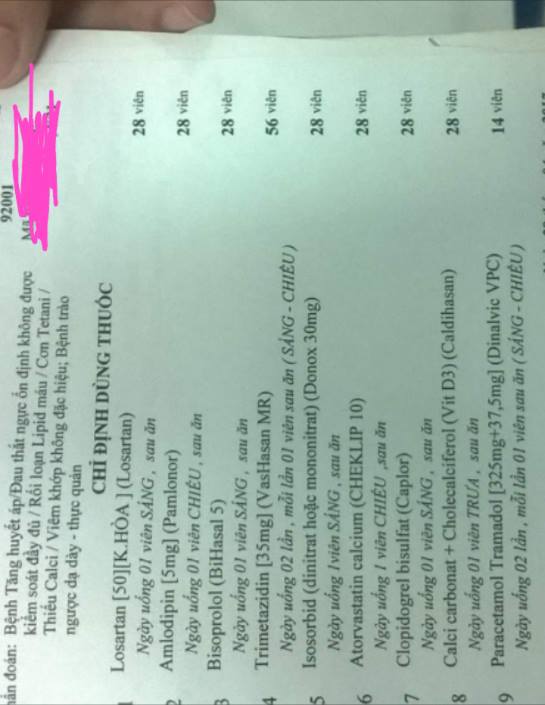 92001
hẩn đoán: Bệnh Tăng huyết áp/Đau thắt ngực ổn định không được
kiểm soát đầy đủ / Rối loạn Lipid máu / Cơn Tetani /
Thiếu Calci / Viêm khớp không đặc hiệu; Bệnh trào
ngược dạ dày - thực quản
CHỈ ĐỊNH DÙNG THUỐC
1 Losartan [50][K.HÒA ] (Losartan) 28 viên
Ngày uống 01 viên SÁNG , sau ăn
2 Amlodipin [5mg] (Pamlonor) 28 viên
Ngày uống 01 viên CHIỀU , sau ăn
3 Bisoprolol (BiHasal 5) 28 viên
Ngày uống 01 viên SÁNG , sau ăn
4 Trimetazidin [35mg] (VasHasan MR) 56 viên
Ngày uống 02 lần , mỗi lần 01 viên sau ăn ( SÁNG - CHIỀU )
5 Isosorbid (dinitrat hoặc mononitrat) (Donox 30mg) 28 viên
Ngày uống 1viên SÁNG , sau ăn
6 Atorvastatin calcium (CHEKLIP 10) 28 viên
Ngày uống 1 viên CHIỀU ,sau ăn
7 Clopidogrel bisulfat (Caplor) 28 viên
Ngày uống 01 viên SÁNG , sau ăn
8 Calci carbonat + Cholecalciferol (Vit D3) (Caldihasan) 28 viên
Ngày uống 01 viên TRƯA , sau ăn
9 Paracetamol Tramadol [325mg+37,5mg] (Dinalvic VPC) 14 viên
Ngày uống 02 lần , mỗi lần 01 viên sau ăn ( SÁNG - CHIỀU )